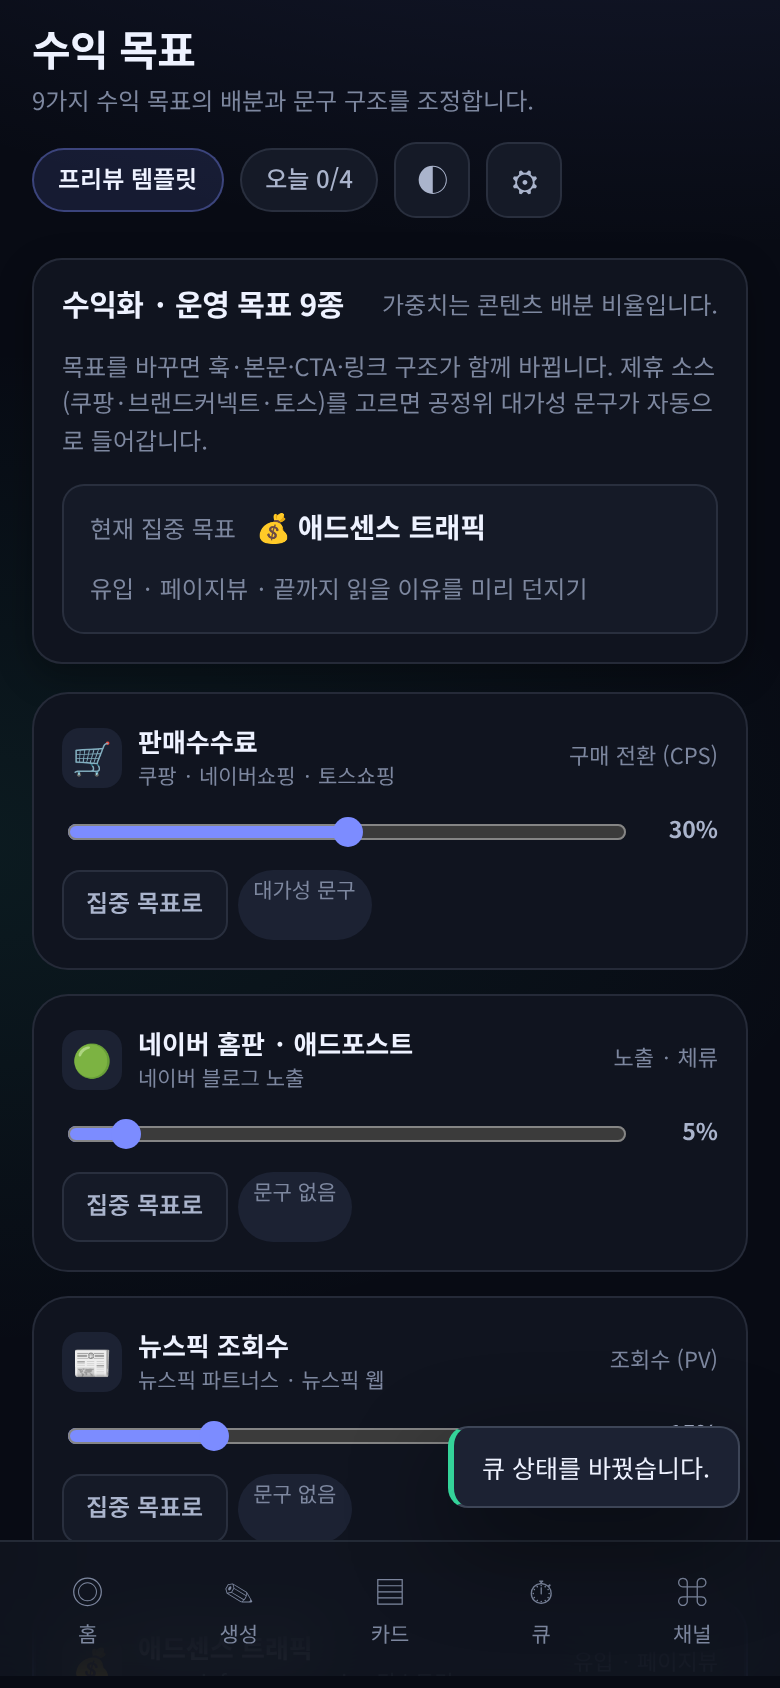 수익 목표
9가지 수익 목표의 배분과 문구 구조를 조정합니다.
프리뷰 템플릿
오늘 0/4
수익화 · 운영 목표 9종
가중치는 콘텐츠 배분 비율입니다.
목표를 바꾸면 훅·본문·CTA·링크 구조가 함께 바뀝니다. 제휴 소스
(쿠팡·브랜드커넥트·토스)를 고르면 공정위 대가성 문구가 자동으
로 들어갑니다.
현재 집중 목표 💰 애드센스 트래픽
유입 · 페이지뷰 · 끝까지 읽을 이유를 미리 던지기
판매수수료
쿠팡 · 네이버쇼핑 · 토스쇼핑
구매 전환 (CPS)
30%
집중 목표로
대가성 문구
네이버 홈판 · 애드포스트
네이버 블로그 노출
노출 · 체류
5%
집중 목표로
문구 없음
뉴스픽 조회수
뉴스픽 파트너스 · 뉴스픽 웹
조회수 (PV)
큐 상태를 바꿨습니다.
집중 목표로
문구 없음
홈
생성
카드
큐
채널
애드센스 트래픽
유입 · 페이지뷰